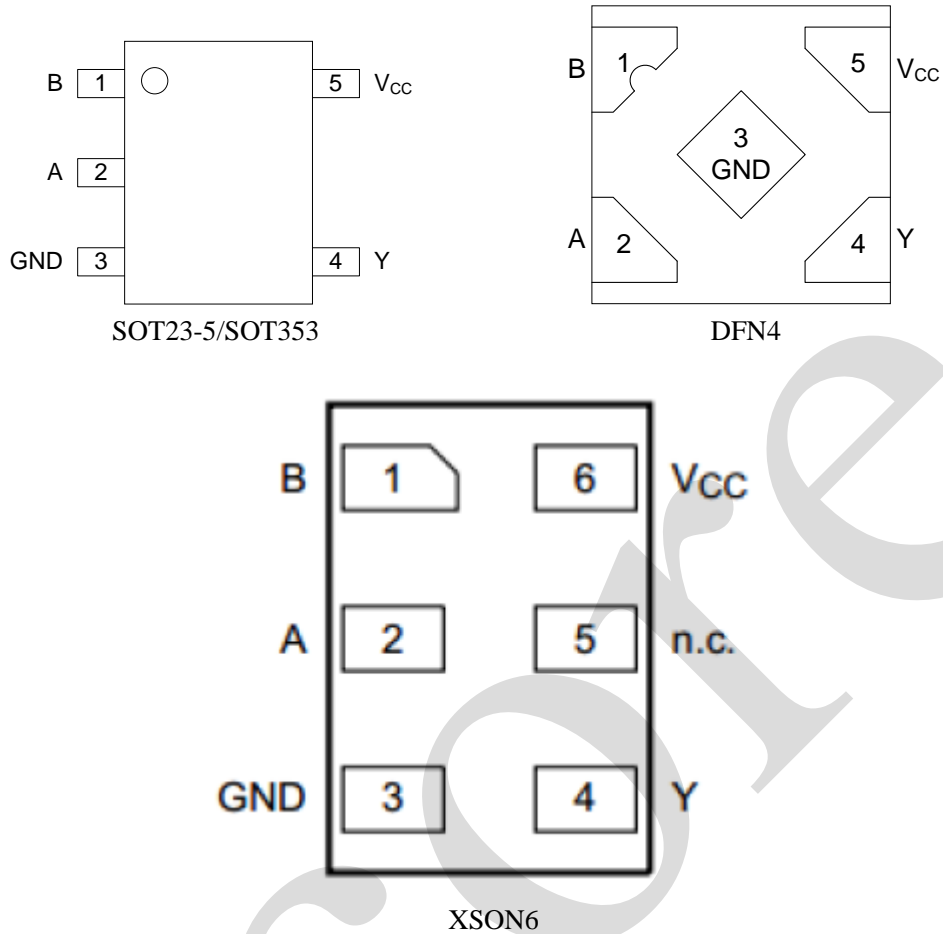 B 1 5 VCC
A 2
GND 3 4 Y
SOT23-5/SOT353
B 1 5 VCC
3
GND
A 2 4 Y
DFN4
B 1 6 VCC
A 2 5 n.c.
GND 3 4 Y
XSON6
ore